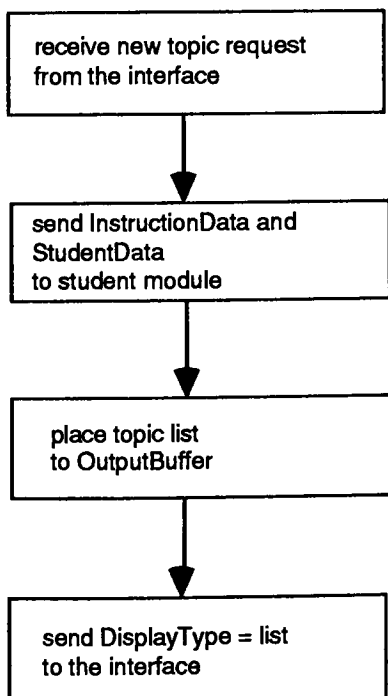 receive new topic request
from the interface
send InstructionData and
StudentData
to student module
place topic list
to OutputBuffer
send DisplayType = list
to the interface